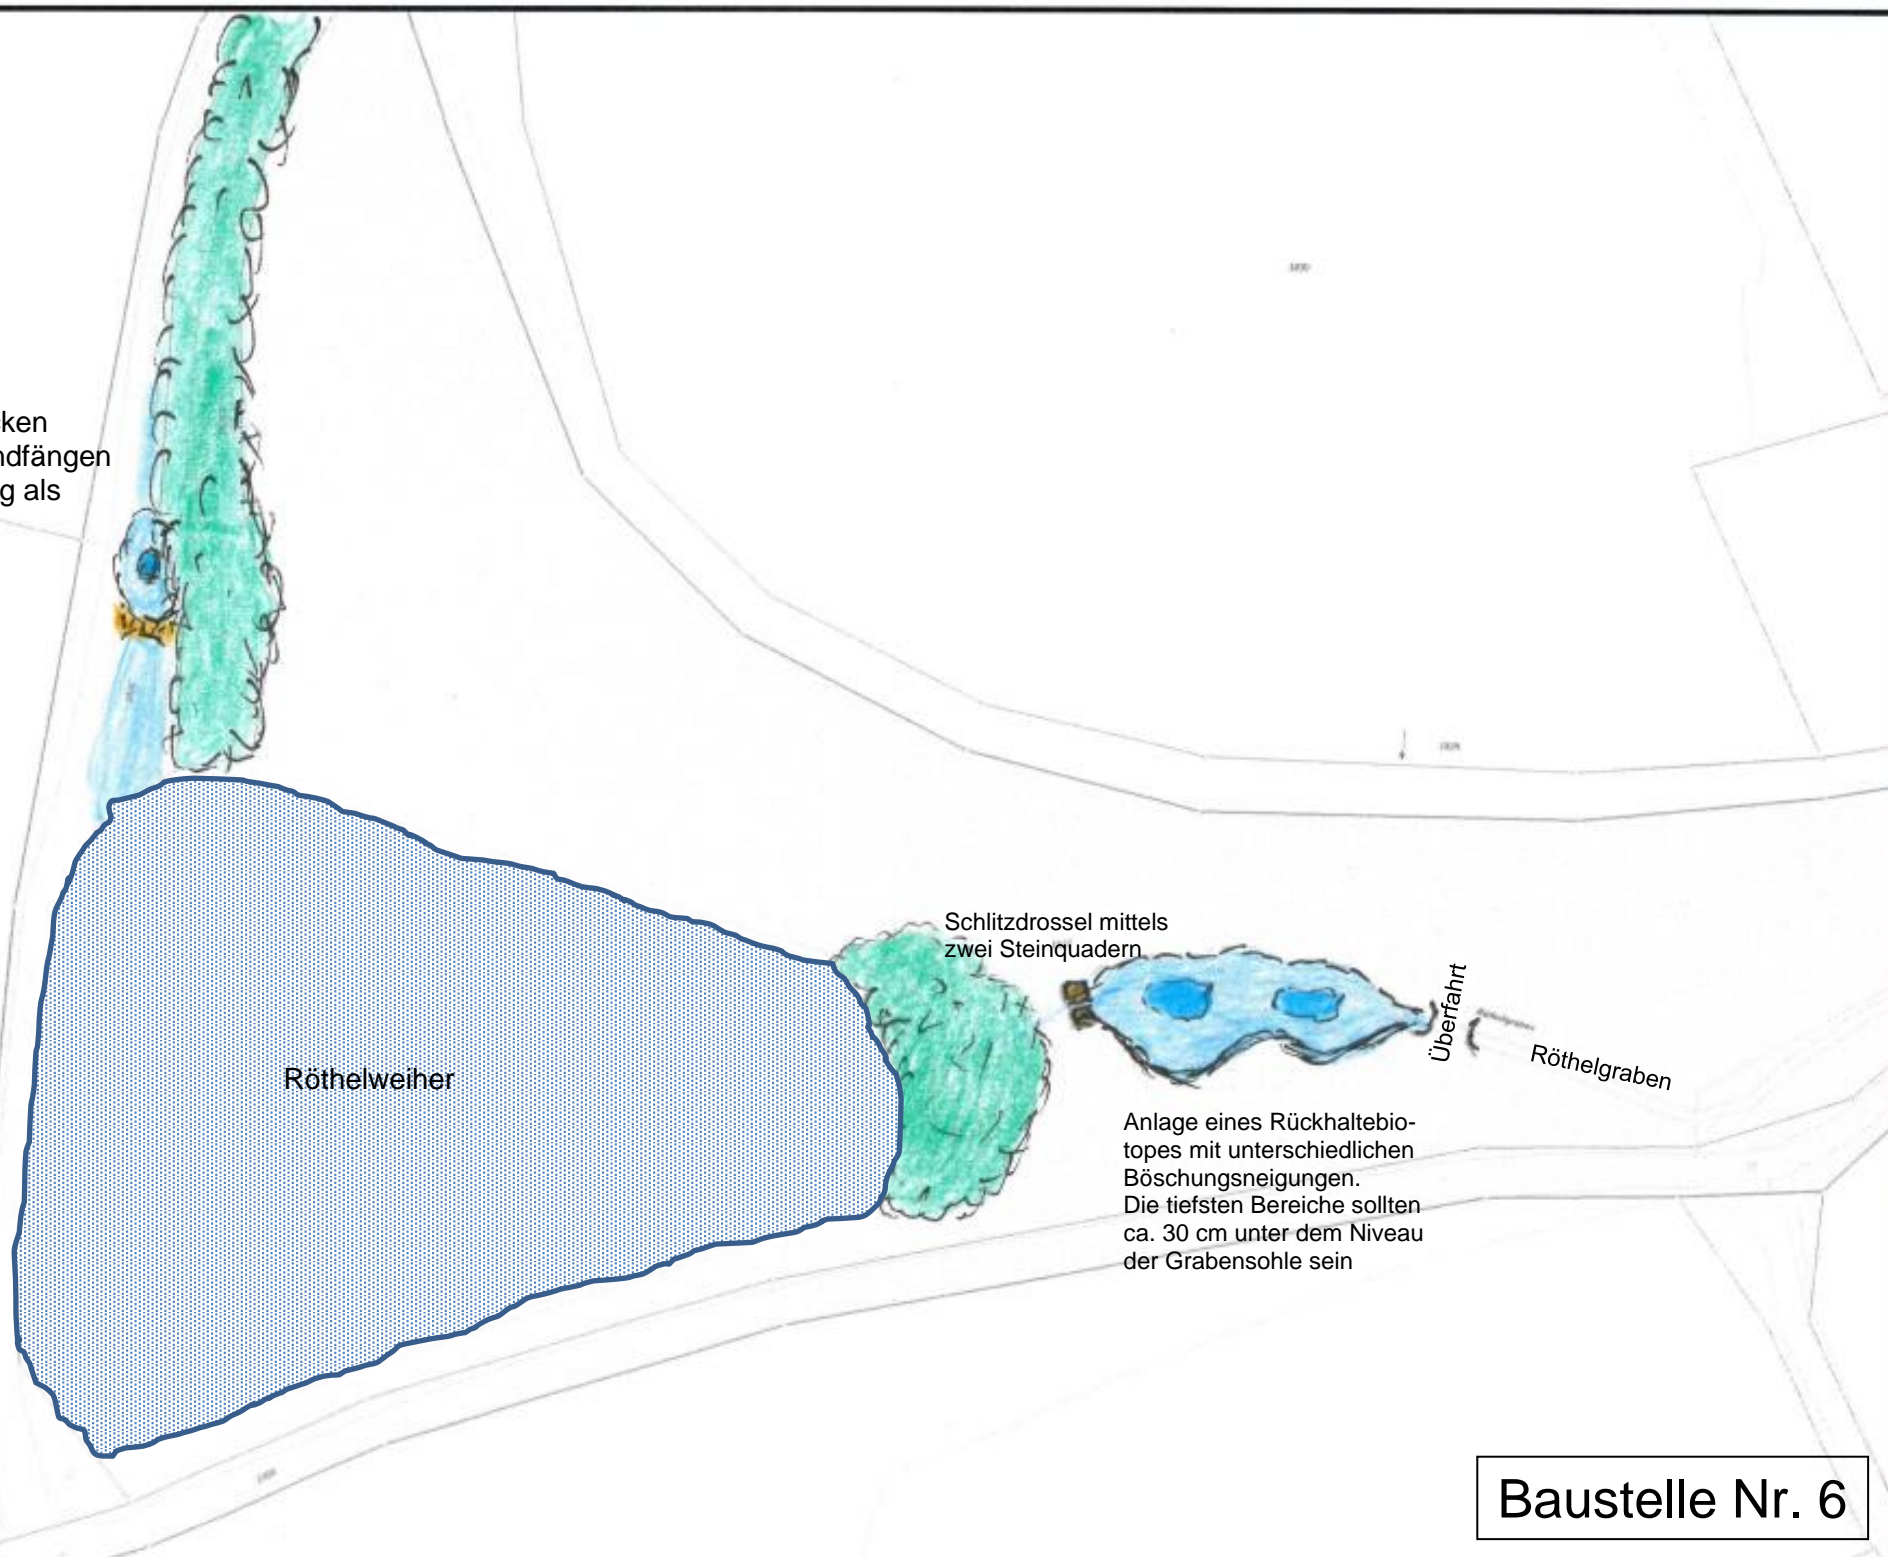 cken
ndfängen
g als
Schlitzdrossel mittels
zwei Steinquadern
Überfahrt
Röthelgraben
Röthelweiher
Anlage eines Rückhaltebio-
topes mit unterschiedlichen
Böschungsneigungen.
Die tiefsten Bereiche sollten
ca. 30 cm unter dem Niveau
der Grabensohle sein
Baustelle Nr. 6